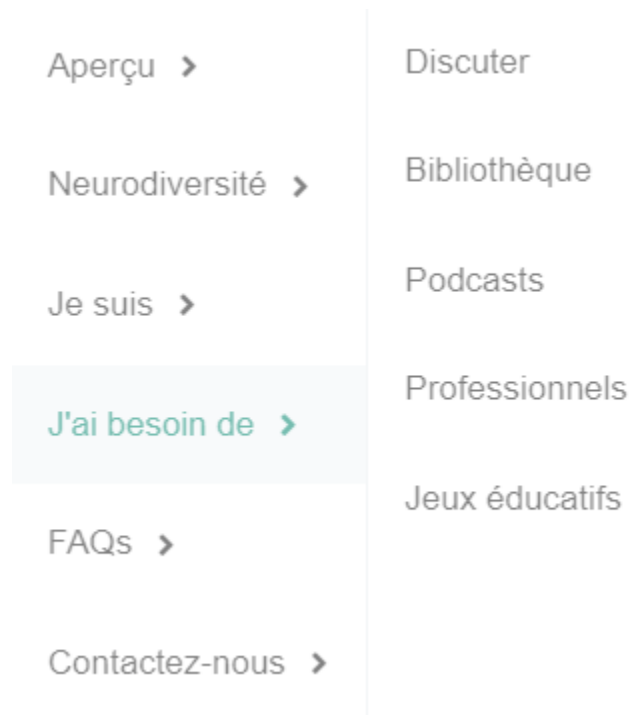 Aperçu
Neurodiversité
Je suis
J'ai besoin de
FAQs
Contactez-nous
Discuter
Bibliothèque
Podcasts
Professionnels
Jeux éducatifs